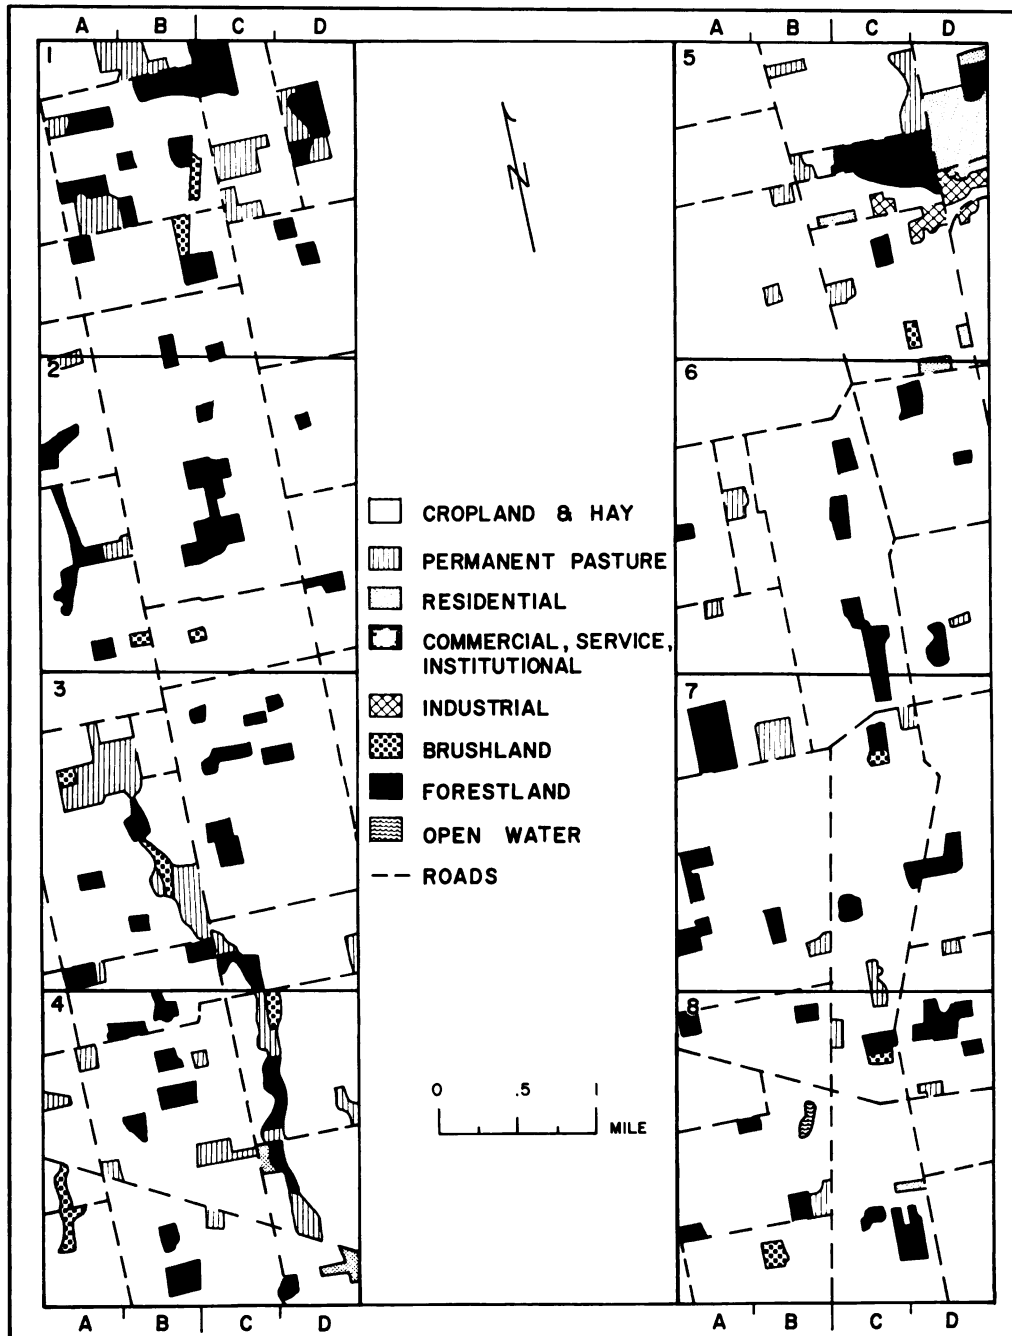 A B C D
A B C D
1
5
N
2
6
CROPLAND & HAY
PERMANENT PASTURE
RESIDENTIAL
COMMERCIAL, SERVICE,
INSTITUTIONAL
INDUSTRIAL
BRUSHLAND
FORESTLAND
OPEN WATER
ROADS
3
7
4
8
0 .5 1
MILE
A B C D
A B C D